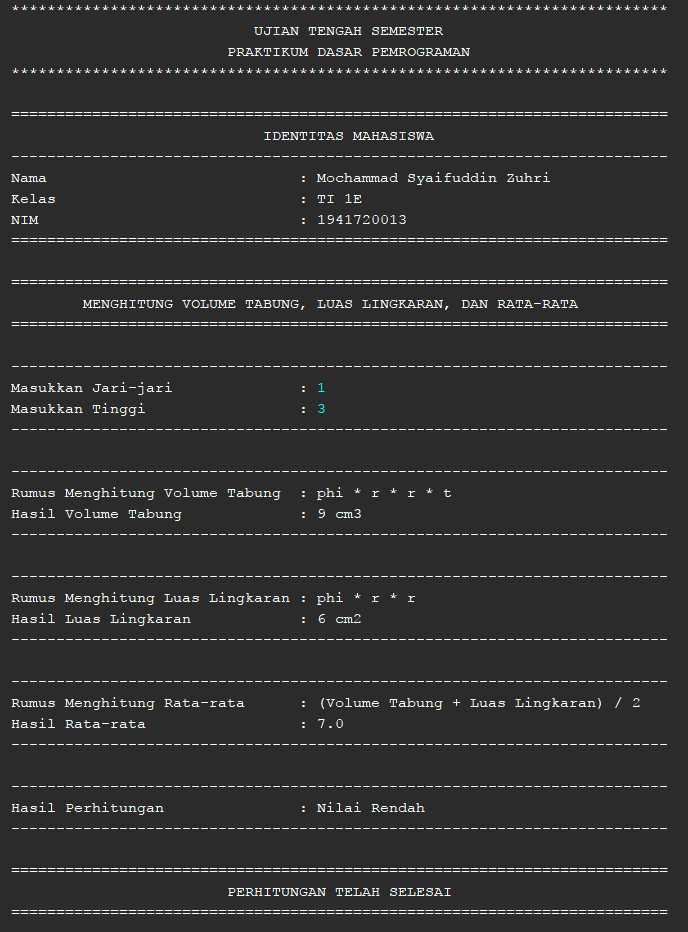 *************************************************************************
UJIAN TENGAH SEMESTER
PRAKTIKUM DASAR PEMROGRAMAN
*************************************************************************
=========================================================================
IDENTITAS MAHASISWA
-------------------------------------------------------------------------
Nama : Mochammad Syaifuddin Zuhri
Kelas : TI 1E
NIM : 1941720013
=========================================================================
=========================================================================
MENGHITUNG VOLUME TABUNG, LUAS LINGKARAN, DAN RATA-RATA
=========================================================================
-------------------------------------------------------------------------
Masukkan Jari-jari : 1
Masukkan Tinggi : 3
-------------------------------------------------------------------------
-------------------------------------------------------------------------
Rumus Menghitung Volume Tabung : phi * r * r * t
Hasil Volume Tabung : 9 cm3
-------------------------------------------------------------------------
-------------------------------------------------------------------------
Rumus Menghitung Luas Lingkaran : phi * r * r
Hasil Luas Lingkaran : 6 cm2
-------------------------------------------------------------------------
-------------------------------------------------------------------------
Rumus Menghitung Rata-rata : (Volume Tabung + Luas Lingkaran) / 2
Hasil Rata-rata : 7.0
-------------------------------------------------------------------------
-------------------------------------------------------------------------
Hasil Perhitungan : Nilai Rendah
-------------------------------------------------------------------------
=========================================================================
PERHITUNGAN TELAH SELESAI
=========================================================================